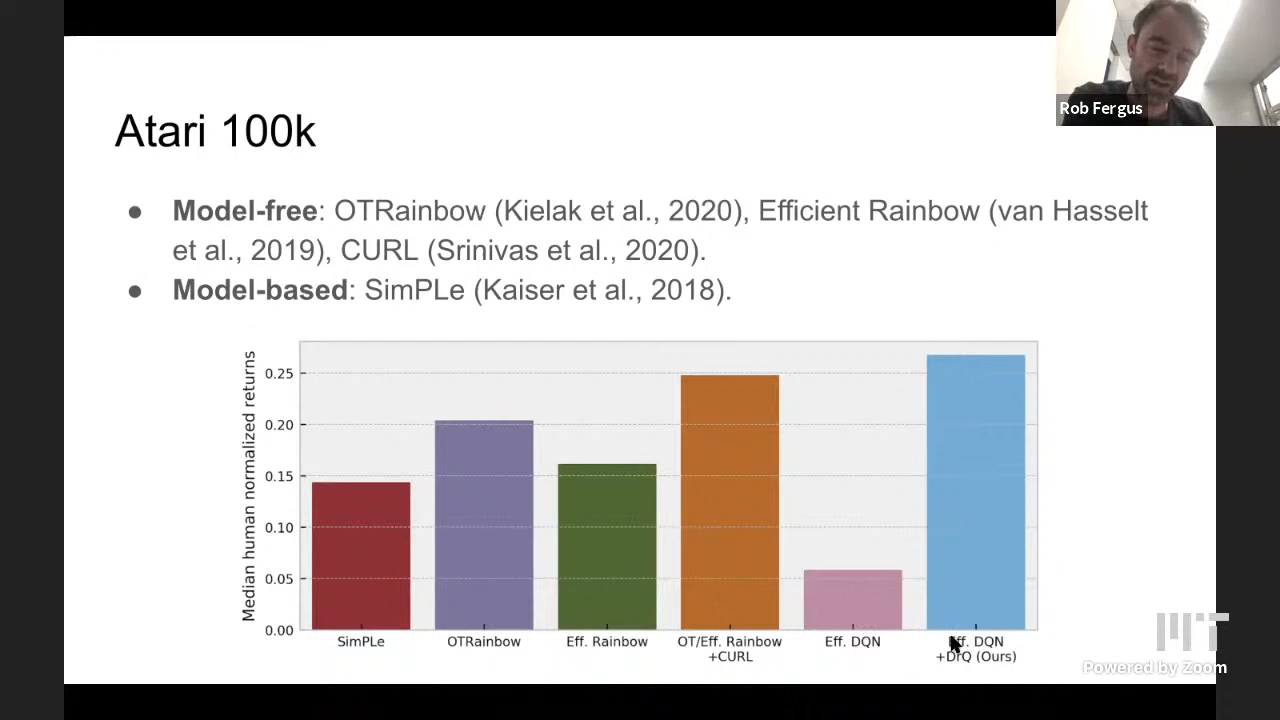 Rob Fergus
Atari 100k
● Model-free: OTRainbow (Kielak et al., 2020), Efficient Rainbow (van Hasselt
et al., 2019), CURL (Srinivas et al., 2020).
● Model-based: SimPLe (Kaiser et al., 2018).
Median human normalized returns
0.25
0.20
0.15
0.10
0.05
0.00
SimPLe
OTRainbow
Eff. Rainbow
OT/Eff. Rainbow
+CURL
Eff. DQN
Eff. DQN
+DrQ (Ours)
MIT
Powered by Zoom